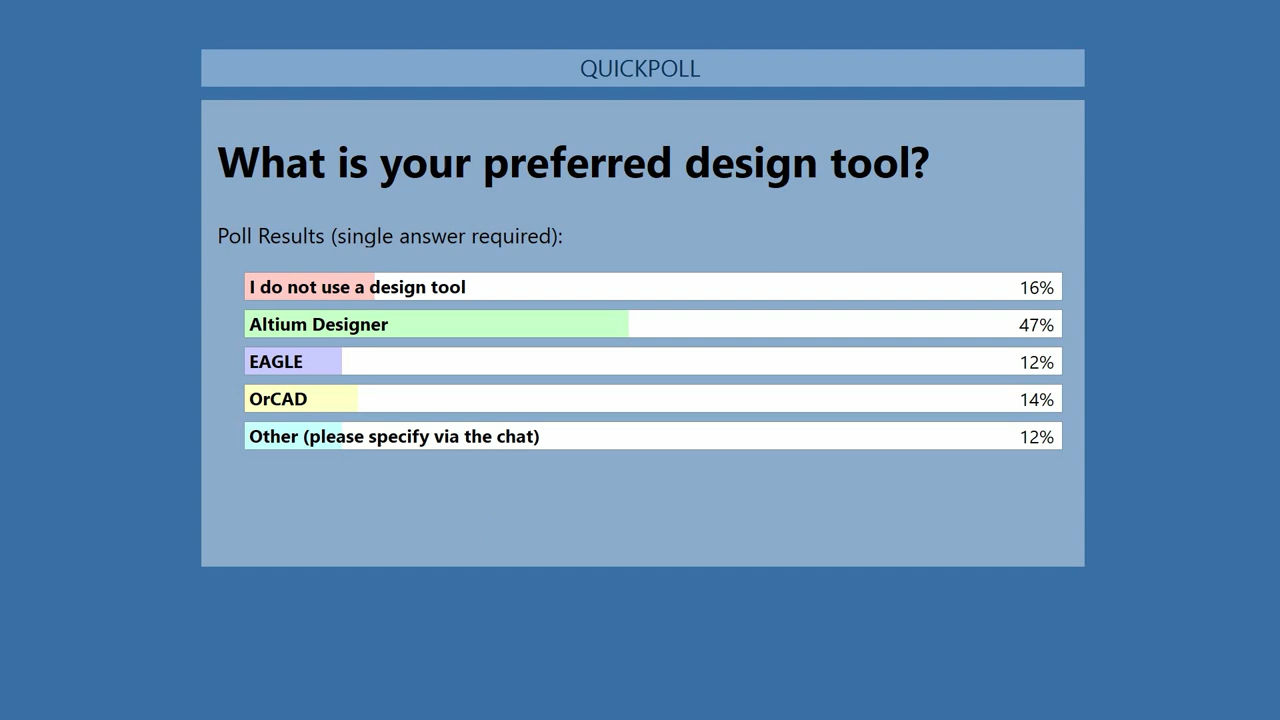 QUICKPOLL
What is your preferred design tool?
Poll Results (single answer required):
I do not use a design tool 16%
Altium Designer 47%
EAGLE 12%
OrCAD 14%
Other (please specify via the chat) 12%